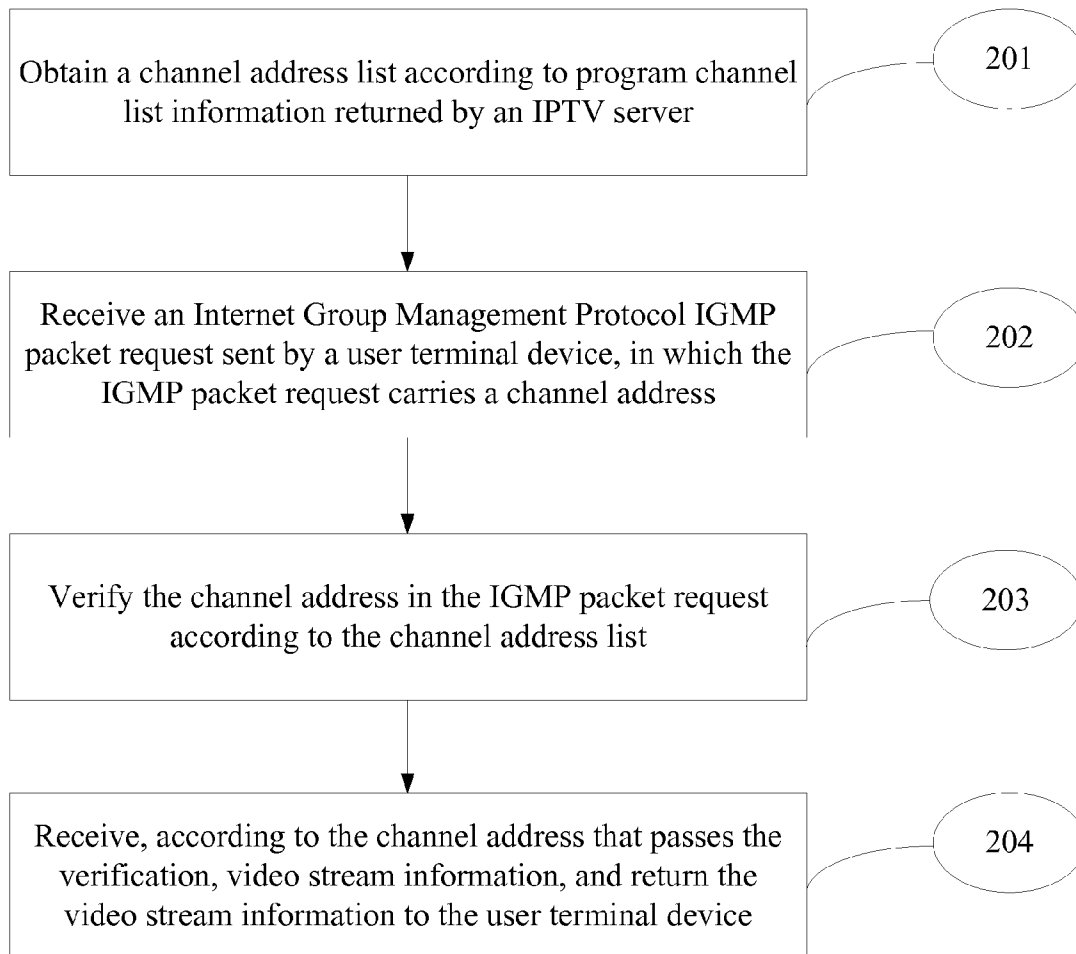 Obtain a channel address list according to program channel
list information returned by an IPTV server
201
Receive an Internet Group Management Protocol IGMP
packet request sent by a user terminal device, in which the
IGMP packet request carries a channel address
202
Verify the channel address in the IGMP packet request
according to the channel address list
203
Receive, according to the channel address that passes the
verification, video stream information, and return the
video stream information to the user terminal device
204